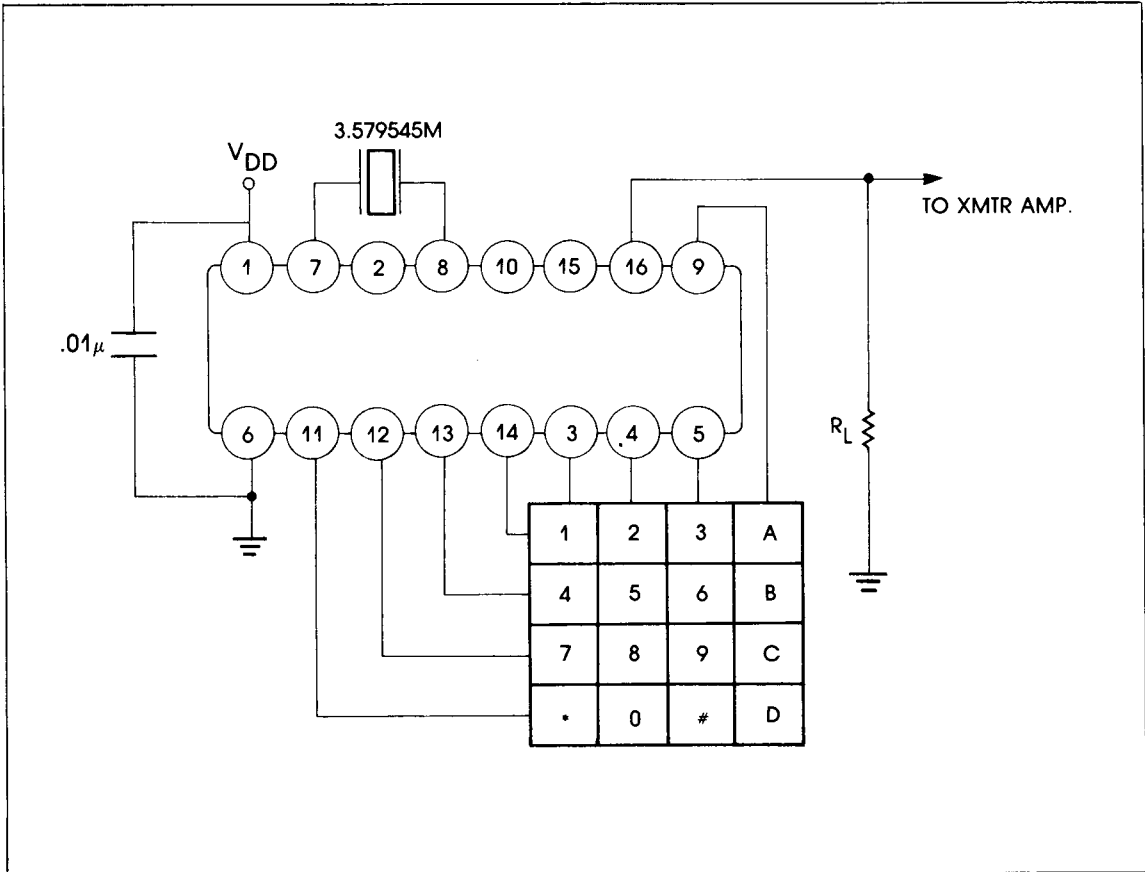 3.579545M
VDD
TO XMTR AMP.
1 7 2 8 10 15 16 9
.01μ
6 11 12 13 14 3 .4 5
RL
1 2 3 A
4 5 6 B
7 8 9 C
* 0 # D